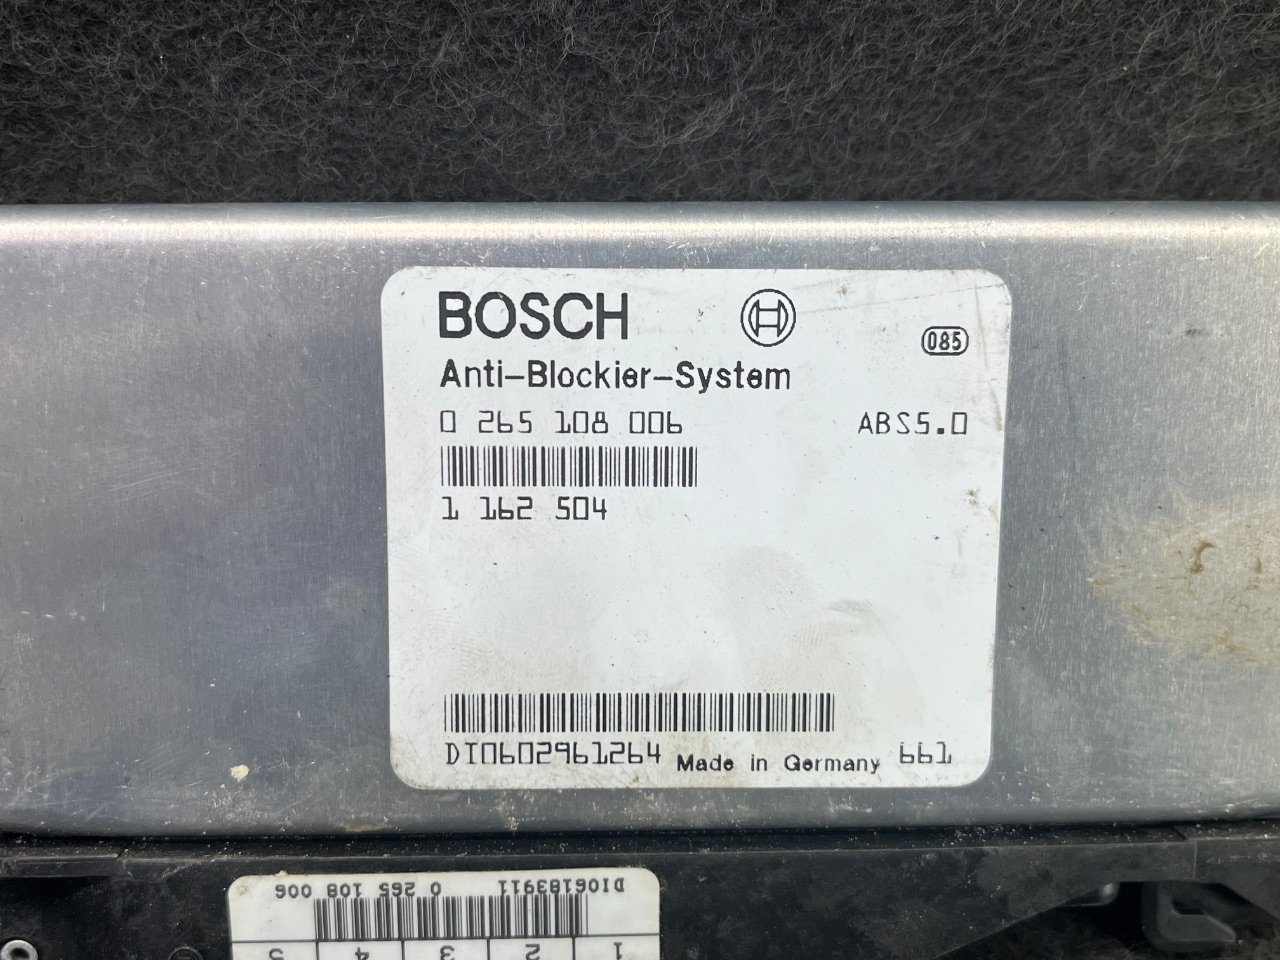 BOSCH
085
Anti-Blockier-System
0 265 108 006 ABS5.0
1 162 504
DI0602961264 Made in Germany 661
DI06183911 0 265 108 006
1 2 3 4 5